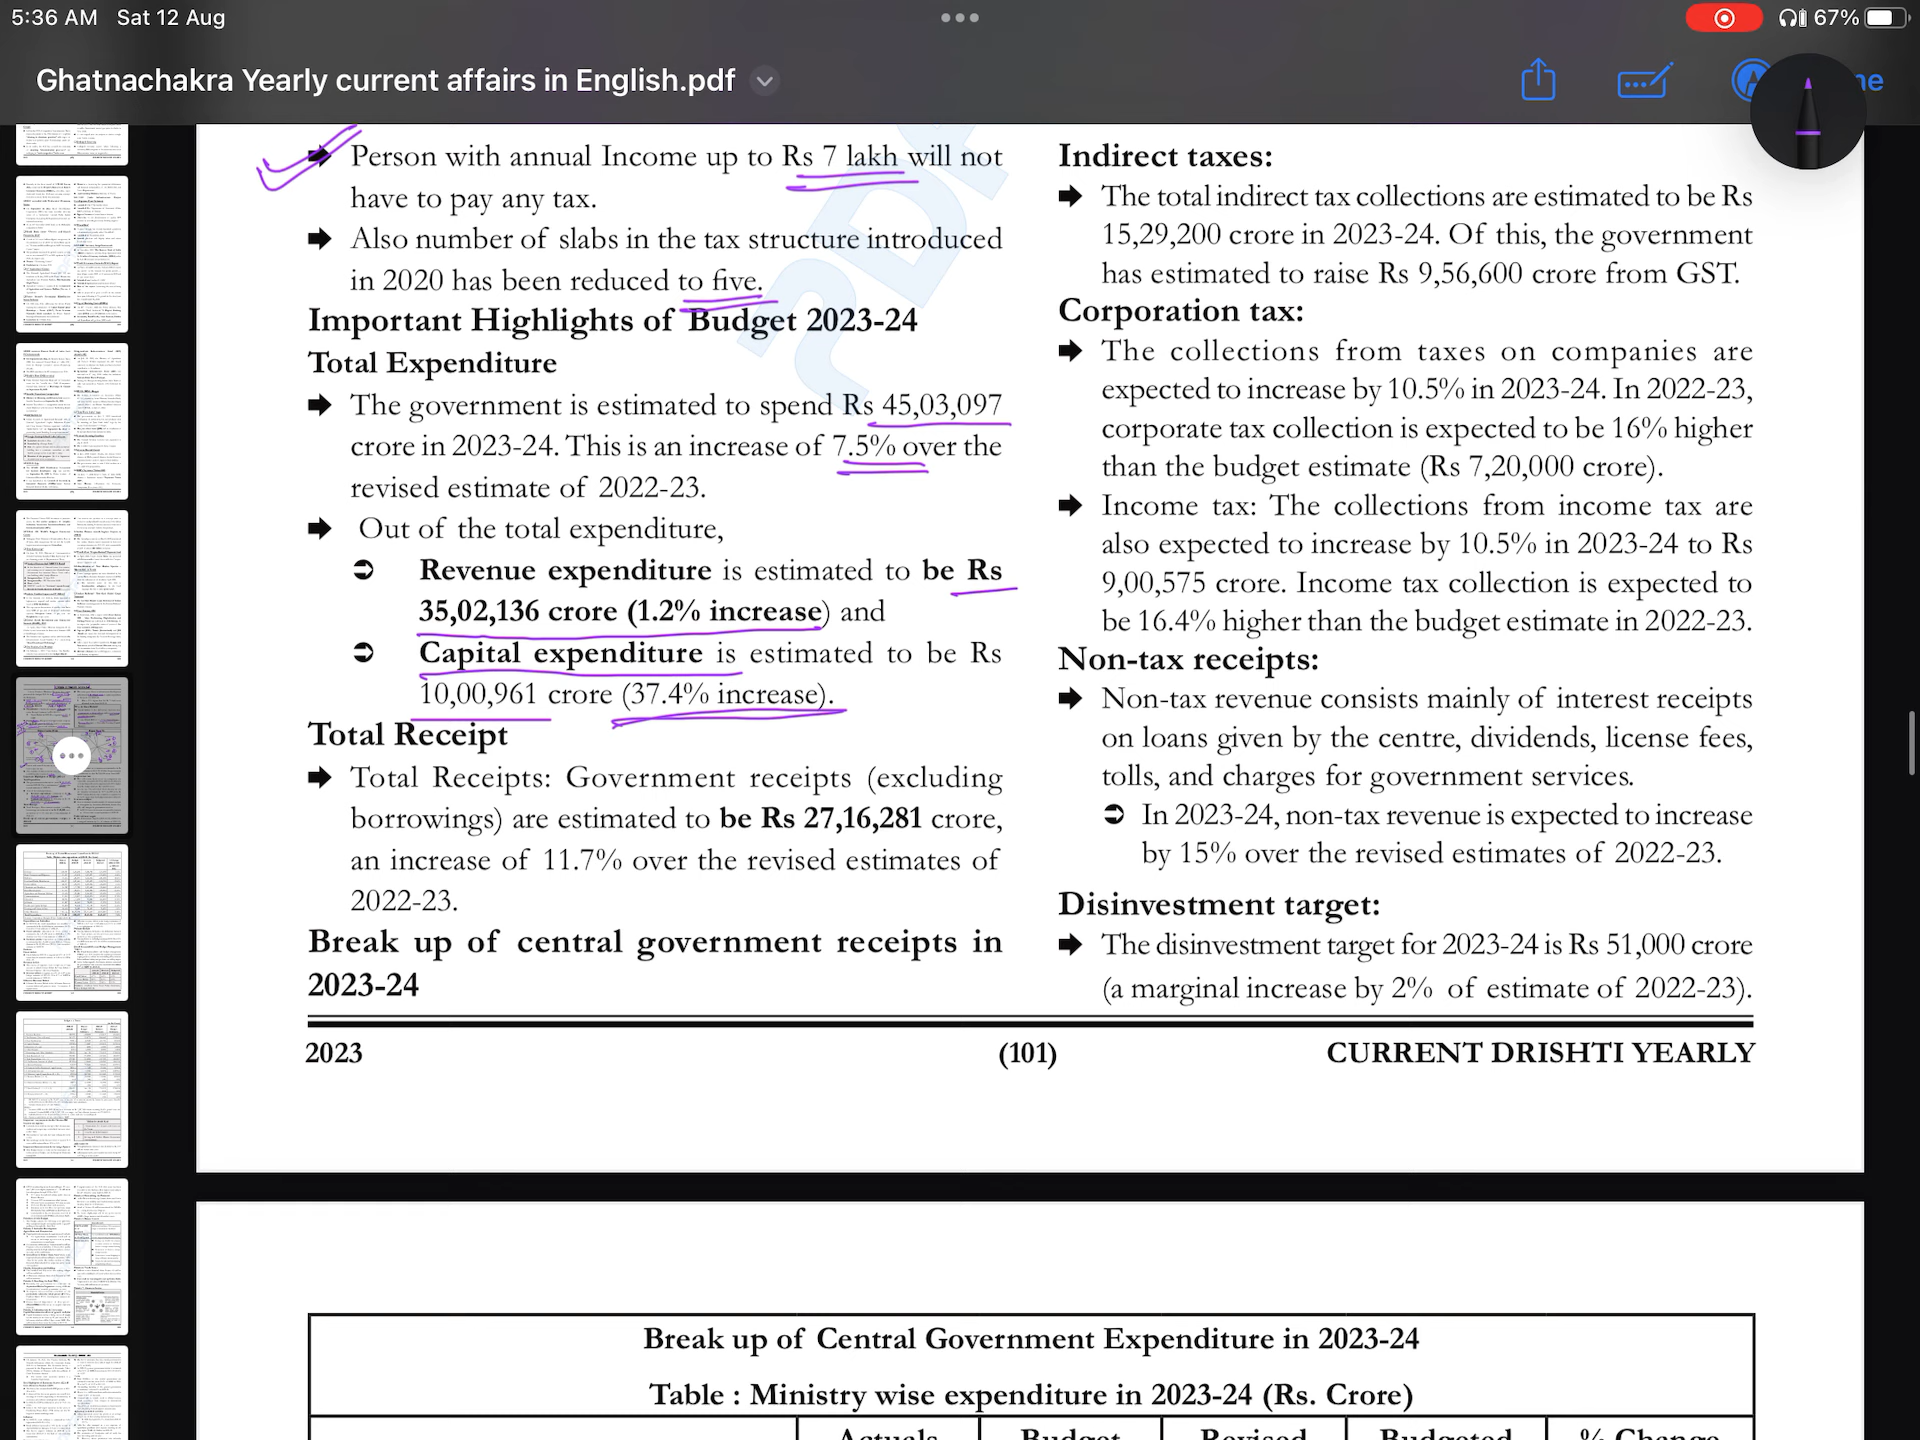 5:36 AM Sat 12 Aug
67%
Ghatnachakra Yearly current affairs in English.pdf
Person with annual Income up to Rs 7 lakh will not
have to pay any tax.
Also number of slabs in the tax structure introduced
in 2020 has been reduced to five.
Important Highlights of Budget 2023-24
Total Expenditure
The government is estimated to spend Rs 45,03,097
crore in 2023-24. This is an increase of 7.5% over the
revised estimate of 2022-23.
Out of the total expenditure,
Revenue expenditure is estimated to be Rs
35,02,136 crore (1.2% increase) and
Capital expenditure is estimated to be Rs
10,00,961 crore (37.4% increase).
Total Receipt
Total Receipts: Government receipts (excluding
borrowings) are estimated to be Rs 27,16,281 crore,
an increase of 11.7% over the revised estimates of
2022-23.
Break up of central government receipts in
2023-24
Indirect taxes:
The total indirect tax collections are estimated to be Rs
15,29,200 crore in 2023-24. Of this, the government
has estimated to raise Rs 9,56,600 crore from GST.
Corporation tax:
The collections from taxes on companies are
expected to increase by 10.5% in 2023-24. In 2022-23,
corporate tax collection is expected to be 16% higher
than the budget estimate (Rs 7,20,000 crore).
Income tax: The collections from income tax are
also expected to increase by 10.5% in 2023-24 to Rs
9,00,575 crore. Income tax collection is expected to
be 16.4% higher than the budget estimate in 2022-23.
Non-tax receipts:
Non-tax revenue consists mainly of interest receipts
on loans given by the centre, dividends, license fees,
tolls, and charges for government services.
In 2023-24, non-tax revenue is expected to increase
by 15% over the revised estimates of 2022-23.
Disinvestment target:
The disinvestment target for 2023-24 is Rs 51,000 crore
(a marginal increase by 2% of estimate of 2022-23).
2023 (101) CURRENT DRISHTI YEARLY
Break up of Central Government Expenditure in 2023-24
Table : Ministry wise expenditure in 2023-24 (Rs. Crore)
Actuals Budget Revised Budgeted % Change